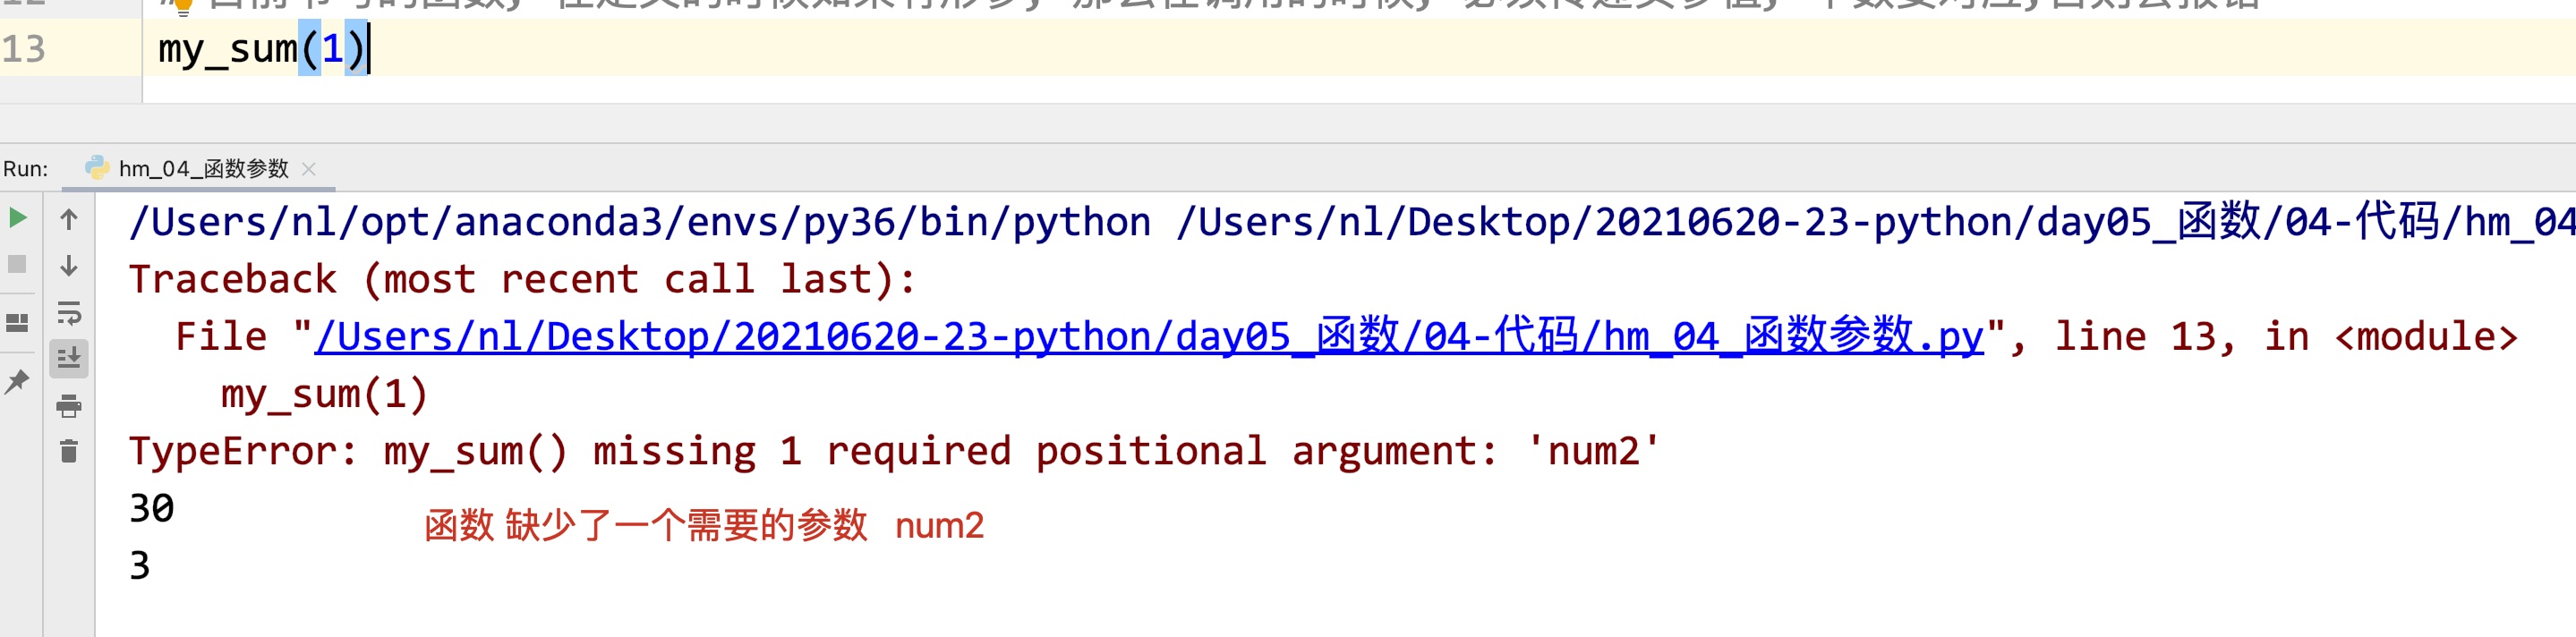 13 my_sum(1)
Run: hm_04_函数参数
/Users/nl/opt/anaconda3/envs/py36/bin/python /Users/nl/Desktop/20210620-23-python/day05_函数/04-代码/hm_04
Traceback (most recent call last):
File "/Users/nl/Desktop/20210620-23-python/day05_函数/04-代码/hm_04_函数参数.py", line 13, in <module>
my_sum(1)
TypeError: my_sum() missing 1 required positional argument: 'num2'
30
函数 缺少了一个需要的参数 num2
3